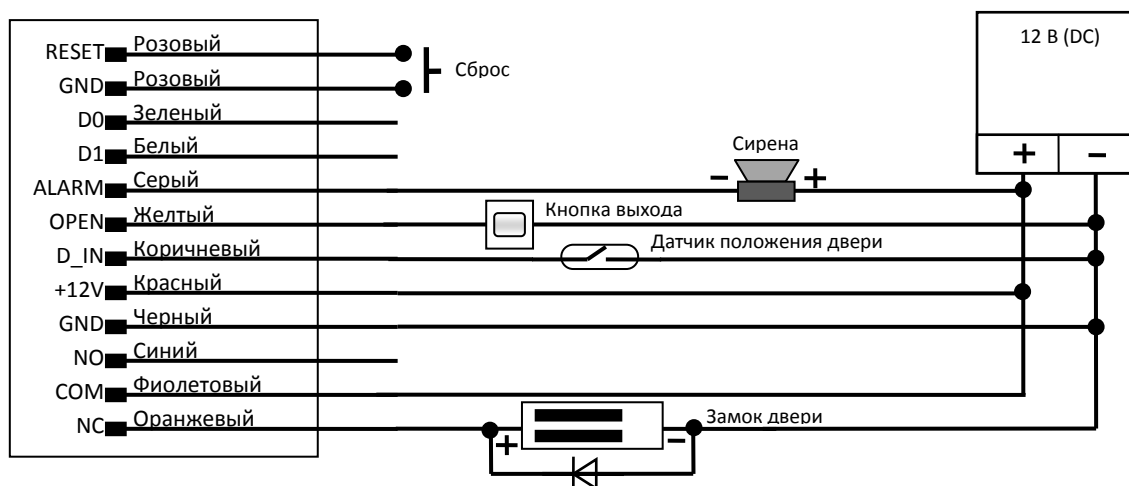 RESET Розовый
GND Розовый
Сброс
D0 Зеленый
D1 Белый
ALARM Серый
OPEN Желтый
D_IN Коричневый
+12V Красный
GND Черный
NO Синий
COM Фиолетовый
NC Оранжевый
12 В (DC)
+ −
Сирена
− +
Кнопка выхода
Датчик положения двери
Замок двери
+ −